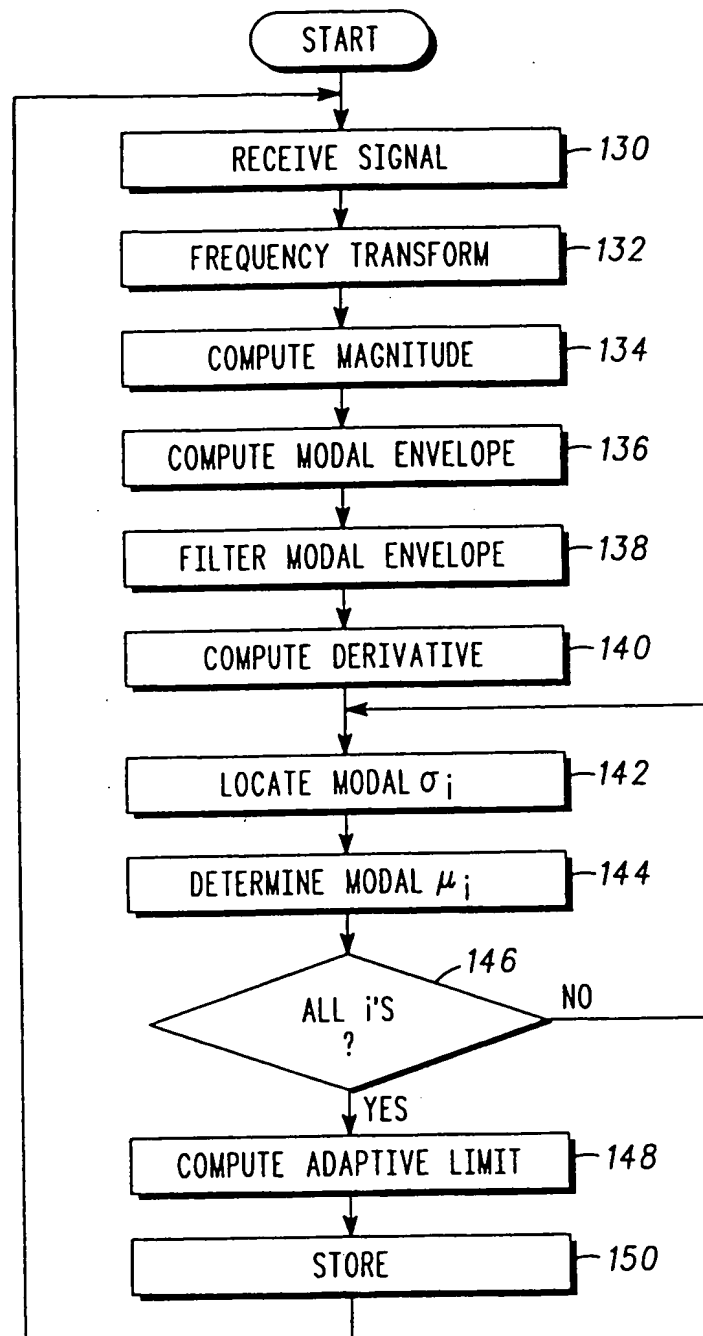 START
RECEIVE SIGNAL 130
FREQUENCY TRANSFORM 132
COMPUTE MAGNITUDE 134
COMPUTE MODAL ENVELOPE 136
FILTER MODAL ENVELOPE 138
COMPUTE DERIVATIVE 140
LOCATE MODAL σi 142
DETERMINE MODAL μi 144
146
ALL i'S
?
NO
YES
COMPUTE ADAPTIVE LIMIT 148
STORE 150